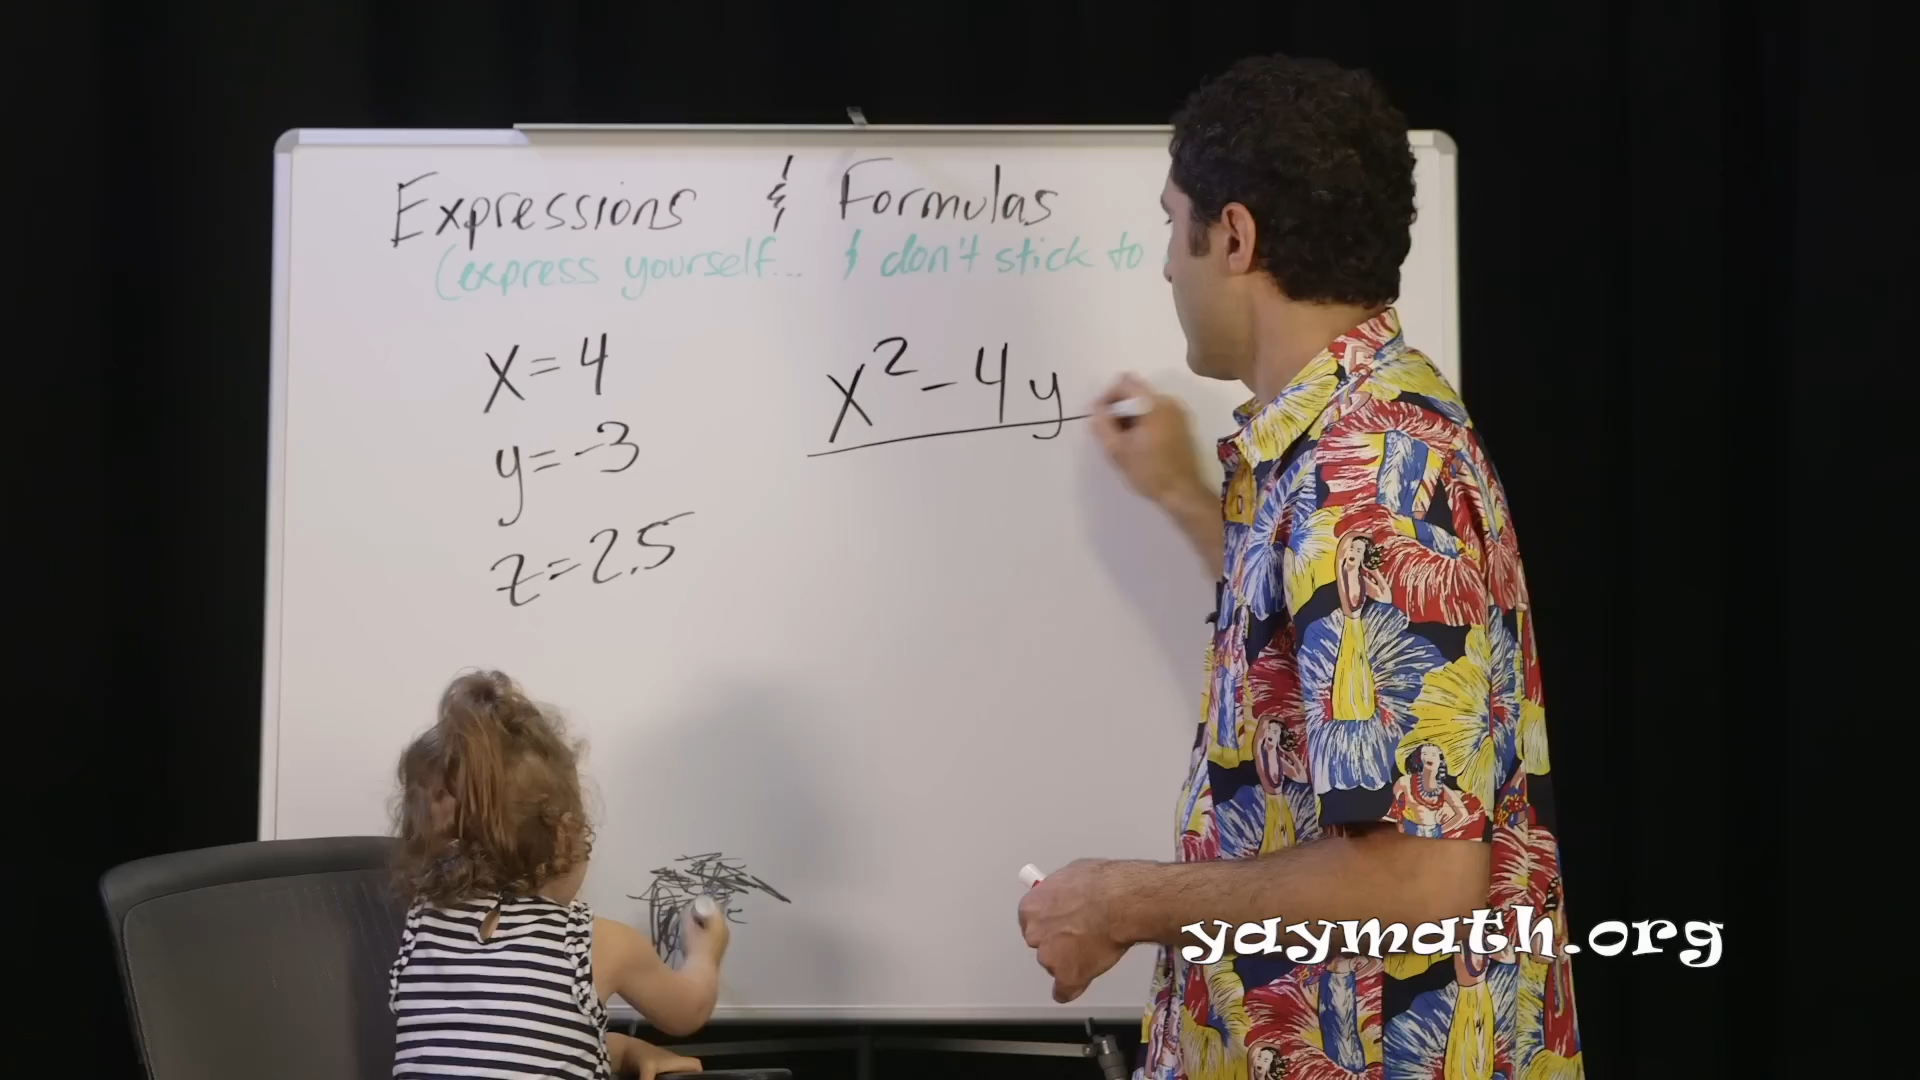 Expressions & Formulas
(express yourself... & don't stick to
x = 4
x² - 4y
y = -3
z = 2.5
yaymath.org